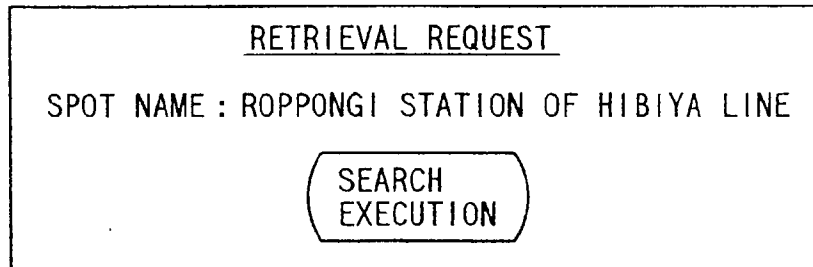 RETRIEVAL REQUEST
SPOT NAME : ROPPONGI STATION OF HIBIYA LINE
SEARCH
EXECUTION